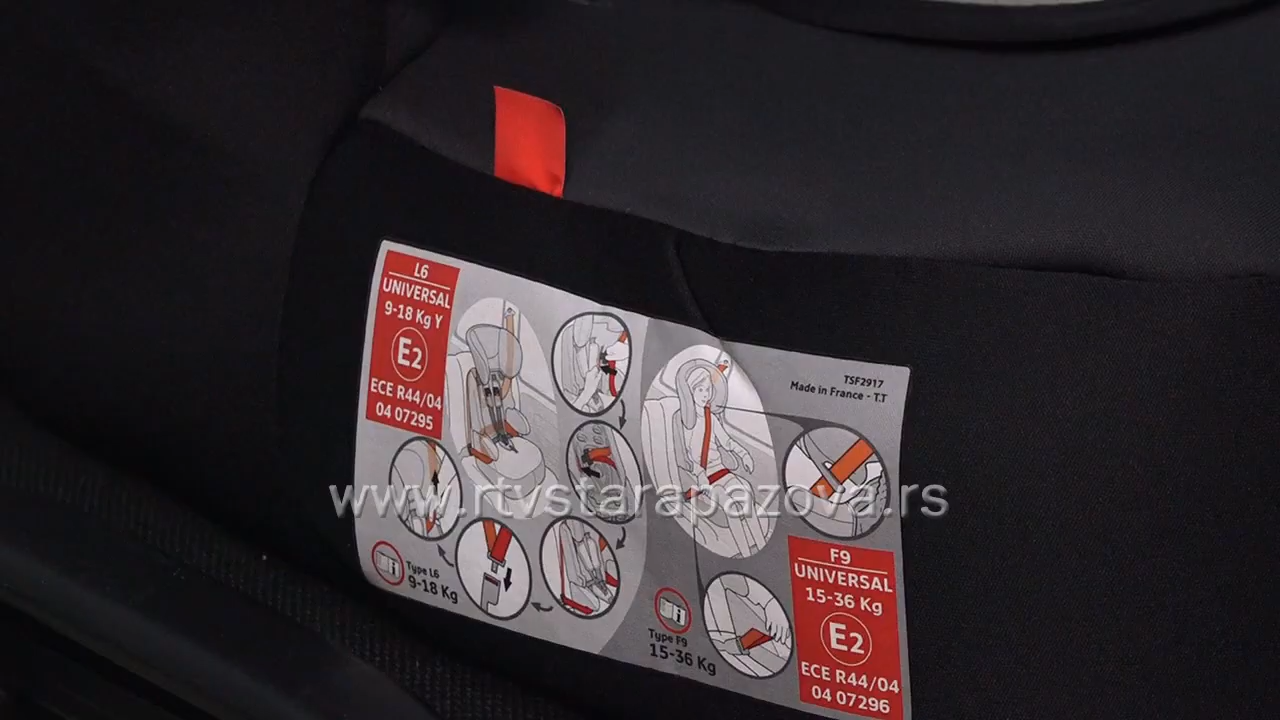 L6
UNIVERSAL
9-18 Kg Y
E2
ECE R44/04
04 07295
TSF2917
Made in France - T.T
www.rtvstarapazova.rs
Type L6
9-18 Kg
Type F9
15-36 Kg
F9
UNIVERSAL
15-36 Kg
E2
ECE R44/04
04 07296